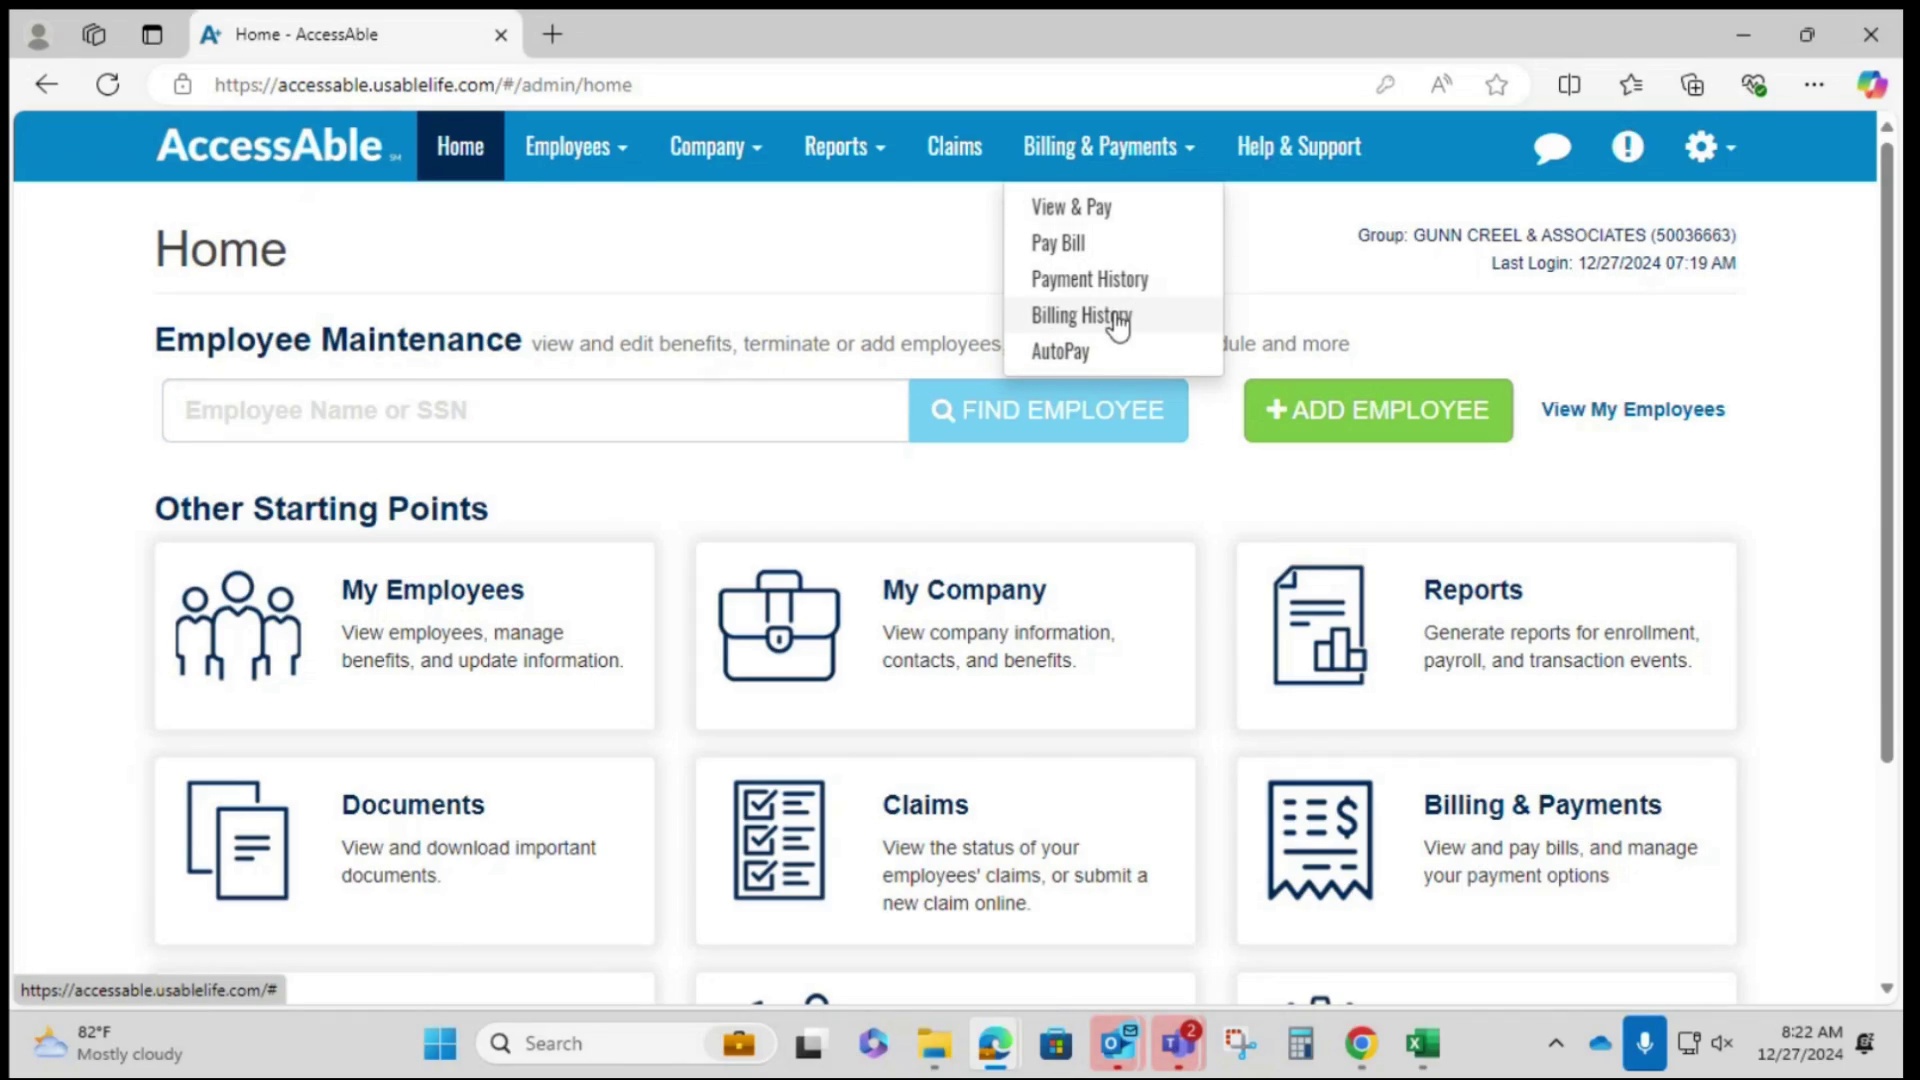 Home - AccessAble
https://accessable.usablelife.com/#/admin/home
AccessAble SM
Home
Employees
Company
Reports
Claims
Billing & Payments
Help & Support
View & Pay
Pay Bill
Payment History
Billing History
AutoPay
Home
Group: GUNN CREEL & ASSOCIATES (50036663)
Last Login: 12/27/2024 07:19 AM
Employee Maintenance view and edit benefits, terminate or add employees, dule and more
Employee Name or SSN
FIND EMPLOYEE
+ ADD EMPLOYEE
View My Employees
Other Starting Points
My Employees
View employees, manage
benefits, and update information.
My Company
View company information,
contacts, and benefits.
Reports
Generate reports for enrollment,
payroll, and transaction events.
Documents
View and download important
documents.
Claims
View the status of your
employees' claims, or submit a
new claim online.
Billing & Payments
View and pay bills, and manage
your payment options
https://accessable.usablelife.com/#
82°F
Mostly cloudy
Search
2
8:22 AM
12/27/2024